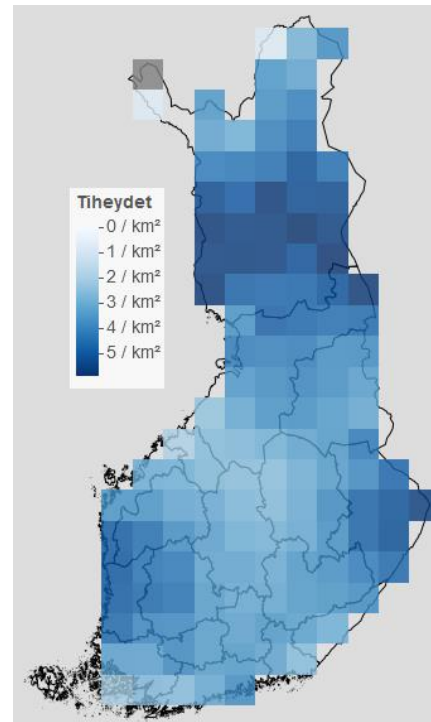 Tiheydet
0 / km²
1 / km²
2 / km²
3 / km²
4 / km²
5 / km²